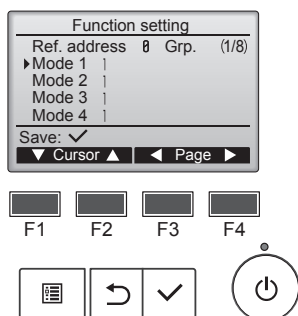 Function setting
Ref. address 0 Grp. (1/8)
Mode 1 1
Mode 2 1
Mode 3 1
Mode 4 1
Save: ✓
▼ Cursor ▲ ◀ Page ▶
F1 F2 F3 F4